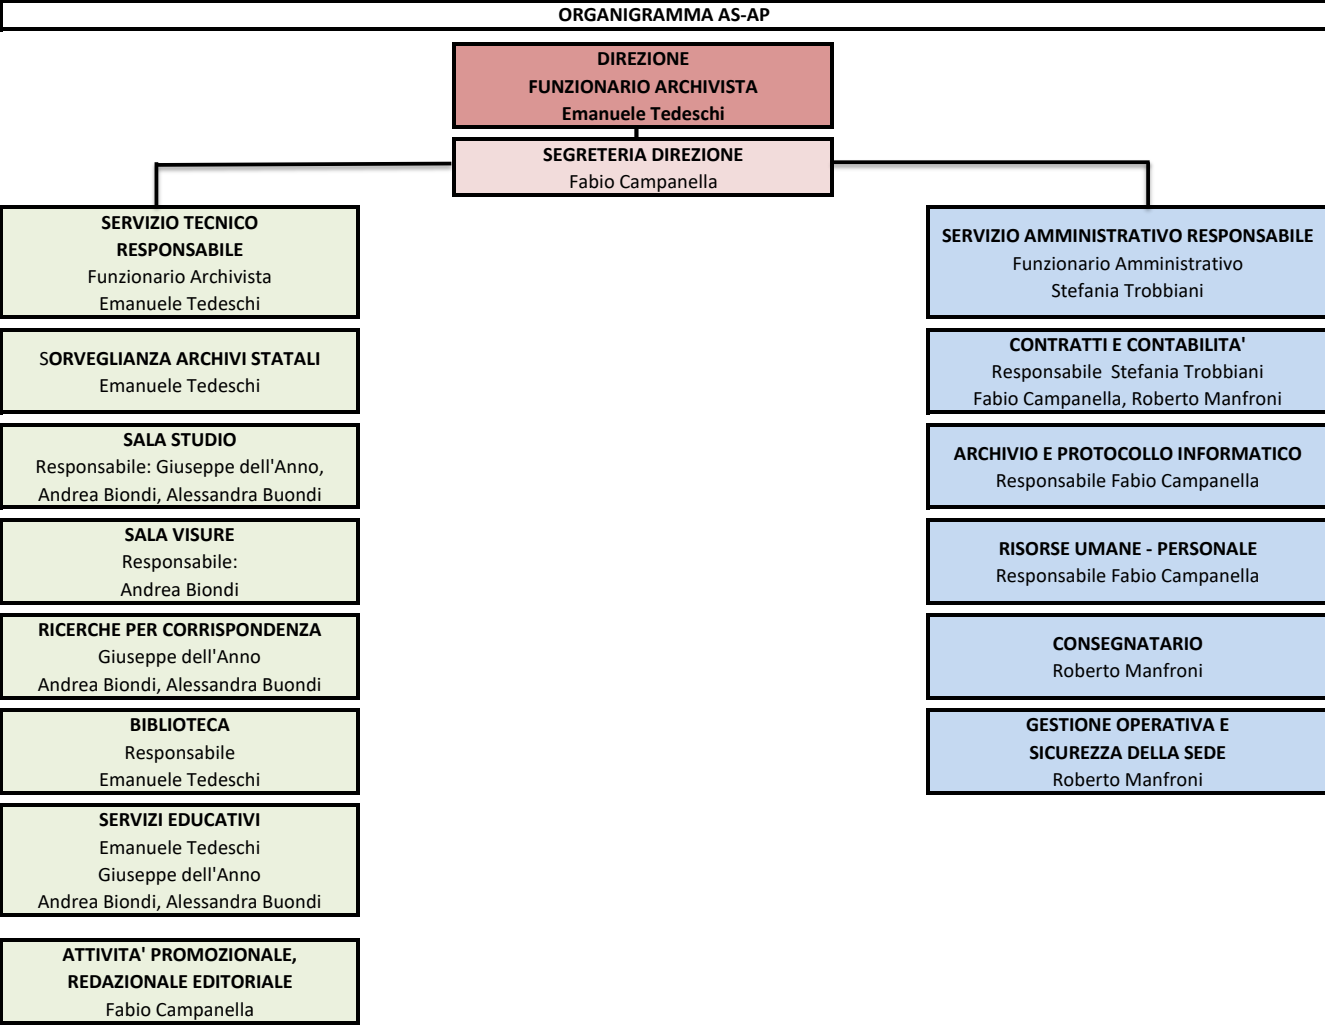 ORGANIGRAMMA AS-AP
DIREZIONE
FUNZIONARIO ARCHIVISTA
Emanuele Tedeschi
SEGRETERIA DIREZIONE
Fabio Campanella
SERVIZIO TECNICO
RESPONSABILE
Funzionario Archivista
Emanuele Tedeschi
SORVEGLIANZA ARCHIVI STATALI
Emanuele Tedeschi
SALA STUDIO
Responsabile: Giuseppe dell'Anno,
Andrea Biondi, Alessandra Buondi
SALA VISURE
Responsabile:
Andrea Biondi
RICERCHE PER CORRISPONDENZA
Giuseppe dell'Anno
Andrea Biondi, Alessandra Buondi
BIBLIOTECA
Responsabile
Emanuele Tedeschi
SERVIZI EDUCATIVI
Emanuele Tedeschi
Giuseppe dell'Anno
Andrea Biondi, Alessandra Buondi
ATTIVITA' PROMOZIONALE,
REDAZIONALE EDITORIALE
Fabio Campanella
SERVIZIO AMMINISTRATIVO RESPONSABILE
Funzionario Amministrativo
Stefania Trobbiani
CONTRATTI E CONTABILITA'
Responsabile  Stefania Trobbiani
Fabio Campanella, Roberto Manfroni
ARCHIVIO E PROTOCOLLO INFORMATICO
Responsabile Fabio Campanella
RISORSE UMANE - PERSONALE
Responsabile Fabio Campanella
CONSEGNATARIO
Roberto Manfroni
GESTIONE OPERATIVA E
SICUREZZA DELLA SEDE
Roberto Manfroni